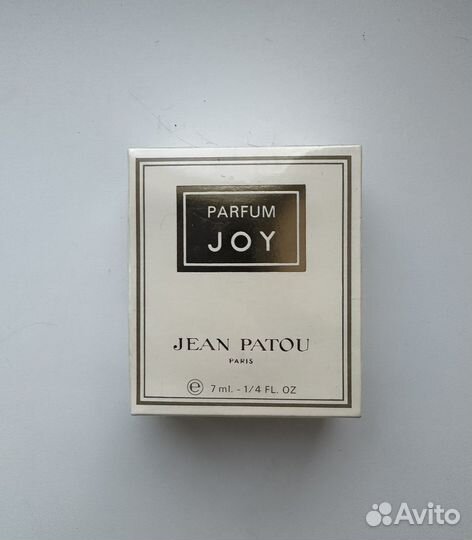 PARFUM
JOY
JEAN PATOU
PARIS
℮ 7 ml. - 1/4 FL. OZ
Avito